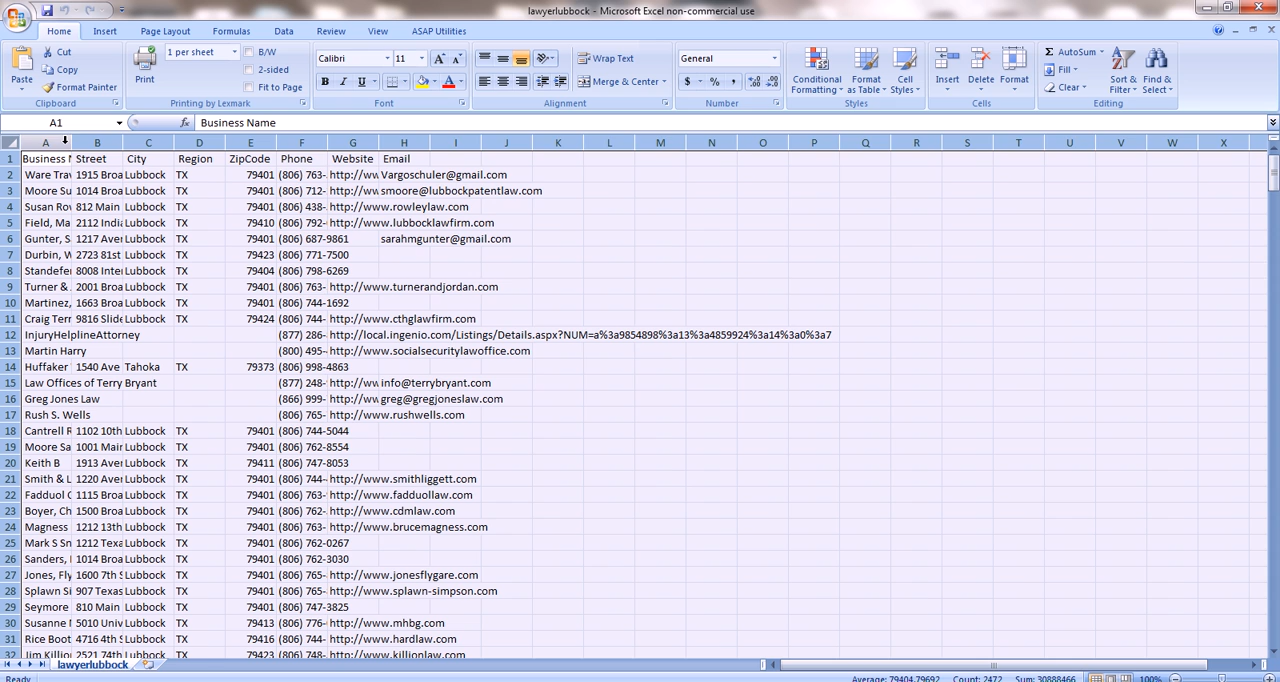 lawyerlubbock - Microsoft Excel non-commercial use
Home Insert Page Layout Formulas Data Review View ASAP Utilities
Cut 1 per sheet B/W Calibri 11 A A Wrap Text General AutoSum
Copy 2-sided Fill
Paste Format Painter Print Fit to Page B I U A Merge & Center $ % , Conditional Formatting Format as Table Cell Styles Insert Delete Format Clear Sort & Filter Find & Select
Clipboard Printing by Lexmark Font Alignment Number Styles Cells Editing
A1 fx Business Name
A B C D E F G H I J K L M N O P Q R S T U V W X
1 Business N Street City Region ZipCode Phone Website Email
2 Ware Trav 1915 Broa Lubbock TX 79401 (806) 763- http://ww Vargoschuler@gmail.com
3 Moore Su 1014 Broa Lubbock TX 79401 (806) 712- http://ww smoore@lubbockpatentlaw.com
4 Susan Row 812 Main Lubbock TX 79401 (806) 438- http://www.rowleylaw.com
5 Field, Ma 2112 India Lubbock TX 79410 (806) 792- http://www.lubbocklawfirm.com
6 Gunter, S 1217 Aven Lubbock TX 79401 (806) 687-9861 sarahmgunter@gmail.com
7 Durbin, W 2723 81st Lubbock TX 79423 (806) 771-7500
8 Standefer 8008 Inter Lubbock TX 79404 (806) 798-6269
9 Turner & J 2001 Broa Lubbock TX 79401 (806) 763- http://www.turnerandjordan.com
10 Martinez, 1663 Broa Lubbock TX 79401 (806) 744-1692
11 Craig Terr 9816 Slide Lubbock TX 79424 (806) 744- http://www.cthglawfirm.com
12 InjuryHelplineAttorney (877) 286- http://local.ingenio.com/Listings/Details.aspx?NUM=a%3a9854898%3a13%3a4859924%3a14%3a0%3a7
13 Martin Harry (800) 495- http://www.socialsecuritylawoffice.com
14 Huffaker 1540 Ave Tahoka TX 79373 (806) 998-4863
15 Law Offices of Terry Bryant (877) 248- http://ww info@terrybryant.com
16 Greg Jones Law (866) 999- http://ww greg@gregjoneslaw.com
17 Rush S. Wells (806) 765- http://www.rushwells.com
18 Cantrell R 1102 10th Lubbock TX 79401 (806) 744-5044
19 Moore Sa 1001 Main Lubbock TX 79401 (806) 762-8554
20 Keith B 1913 Aven Lubbock TX 79411 (806) 747-8053
21 Smith & L 1220 Aven Lubbock TX 79401 (806) 744- http://www.smithliggett.com
22 Fadduol C 1115 Broa Lubbock TX 79401 (806) 763- http://www.fadduollaw.com
23 Boyer, Ch 1500 Broa Lubbock TX 79401 (806) 762- http://www.cdmlaw.com
24 Magness 1212 13th Lubbock TX 79401 (806) 763- http://www.brucemagness.com
25 Mark S Sn 1212 Texa Lubbock TX 79401 (806) 762-0267
26 Sanders, 1014 Broa Lubbock TX 79401 (806) 762-3030
27 Jones, Fly 1600 7th S Lubbock TX 79401 (806) 765- http://www.jonesflygare.com
28 Splawn Si 907 Texas Lubbock TX 79401 (806) 765- http://www.splawn-simpson.com
29 Seymore 810 Main Lubbock TX 79401 (806) 747-3825
30 Susanne M 5010 Univ Lubbock TX 79413 (806) 776- http://www.mhbg.com
31 Rice Boot 4716 4th S Lubbock TX 79416 (806) 744- http://www.hardlaw.com
32 Jim Killion 2521 74th Lubbock TX 79423 (806) 748- http://www.killionlaw.com
lawyerlubbock
Ready Average: 79404.79692 Count: 2472 Sum: 30888466 100%